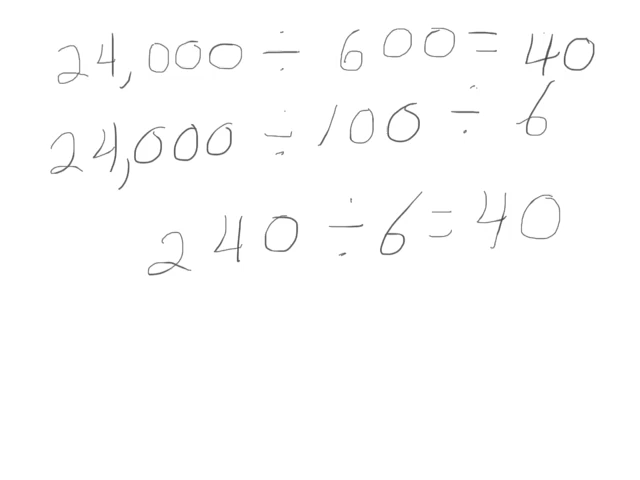 24,000 ÷ 600 = 40
24,000 ÷ 100 ÷ 6
240 ÷ 6 = 40